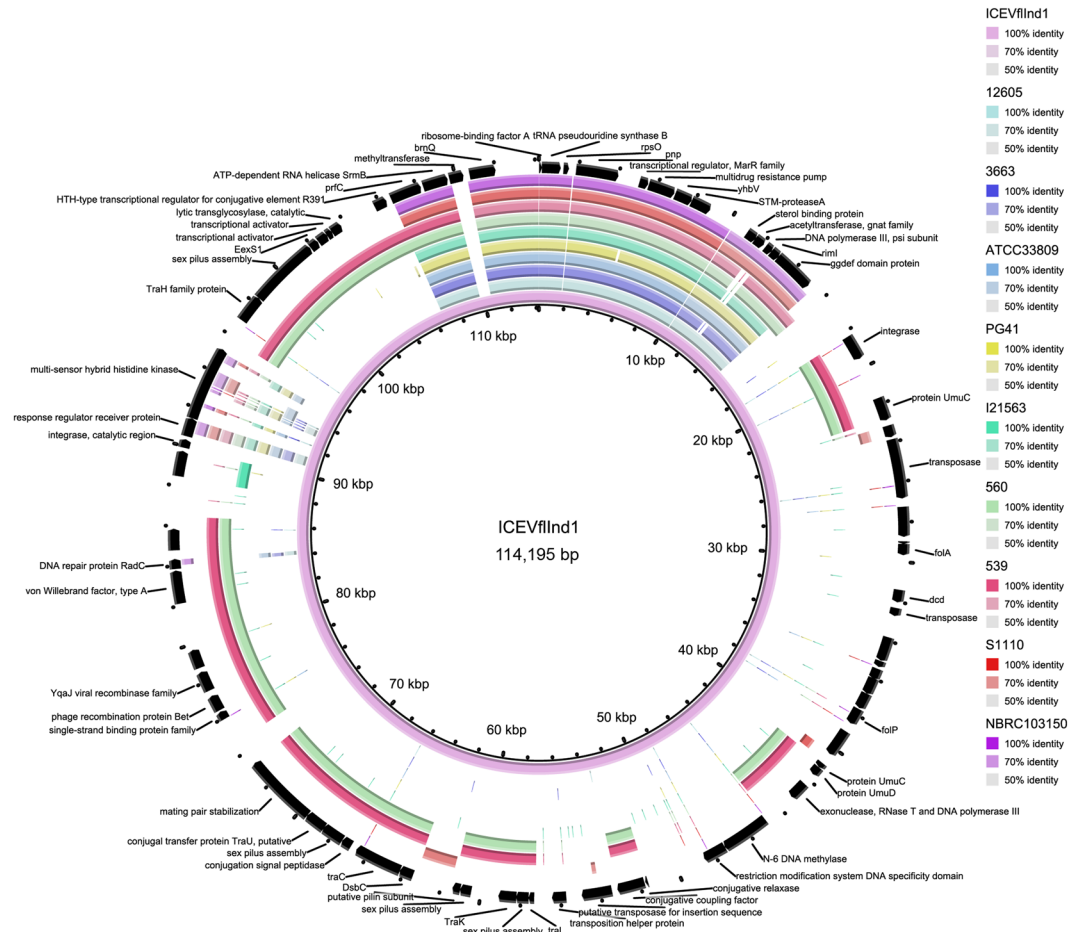 ICEVflInd1
100% identity
70% identity
50% identity
12605
100% identity
70% identity
50% identity
3663
100% identity
70% identity
50% identity
ATCC33809
100% identity
70% identity
50% identity
PG41
100% identity
70% identity
50% identity
I21563
100% identity
70% identity
50% identity
560
100% identity
70% identity
50% identity
539
100% identity
70% identity
50% identity
S1110
100% identity
70% identity
50% identity
NBRC103150
100% identity
70% identity
50% identity
ribosome-binding factor A
tRNA pseudouridine synthase B
rpsO
pnp
transcriptional regulator, MarR family
multidrug resistance pump
yhbV
STM-proteaseA
sterol binding protein
acetyltransferase, gnat family
DNA polymerase III, psi subunit
rimI
ggdef domain protein
integrase
protein UmuC
transposase
folA
dcd
transposase
folP
protein UmuC
protein UmuD
exonuclease, RNase T and DNA polymerase III
N-6 DNA methylase
restriction modification system DNA specificity domain
conjugative relaxase
conjugative coupling factor
putative transposase for insertion sequence
transposition helper protein
traI
sex pilus assembly
TraK
sex pilus assembly
putative pilin subunit
DsbC
traC
conjugation signal peptidase
sex pilus assembly
conjugal transfer protein TraU, putative
mating pair stabilization
single-strand binding protein family
phage recombination protein Bet
YqaJ viral recombinase family
von Willebrand factor, type A
DNA repair protein RadC
integrase, catalytic region
response regulator receiver protein
multi-sensor hybrid histidine kinase
TraH family protein
sex pilus assembly
EexS1
transcriptional activator
transcriptional activator
lytic transglycosylase, catalytic
HTH-type transcriptional regulator for conjugative element R391
prfC
ATP-dependent RNA helicase SrmB
methyltransferase
brnQ
10 kbp
20 kbp
30 kbp
40 kbp
50 kbp
60 kbp
70 kbp
80 kbp
90 kbp
100 kbp
110 kbp
ICEVflInd1
114,195 bp